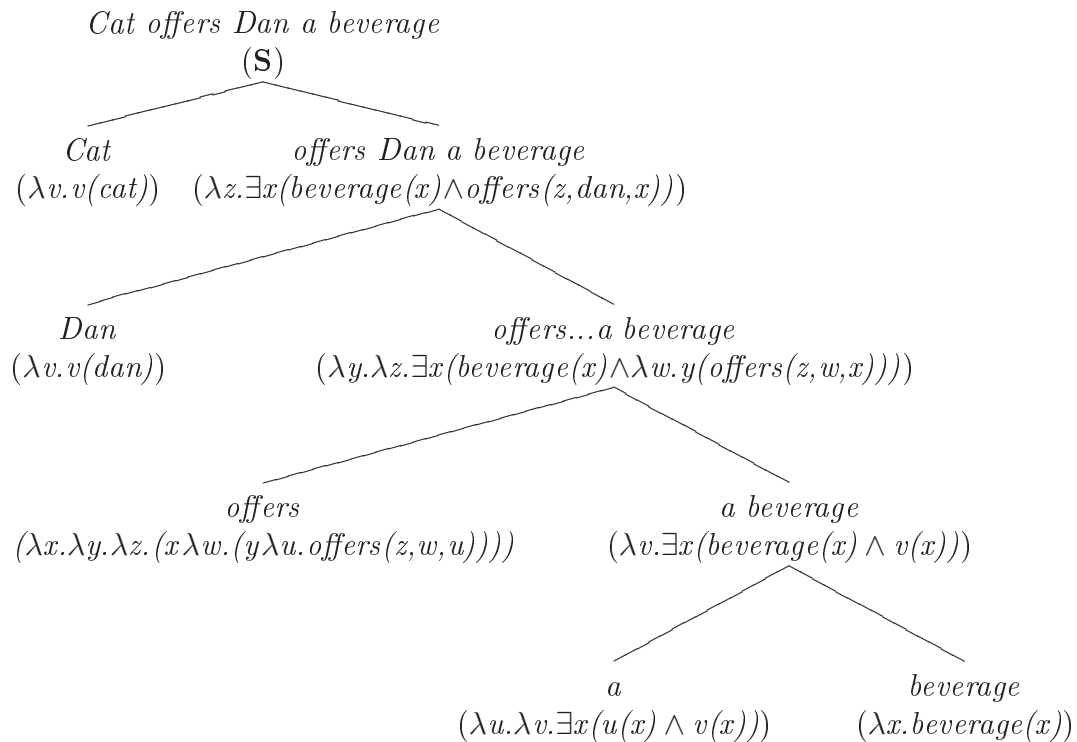 Cat offers Dan a beverage
(S)
Cat
(λv.v(cat))
offers Dan a beverage
(λz.∃x(beverage(x)∧offers(z,dan,x)))
Dan
(λv.v(dan))
offers...a beverage
(λy.λz.∃x(beverage(x)∧λw.y(offers(z,w,x))))
offers
(λx.λy.λz.(xλw.(yλu.offers(z,w,u))))
a beverage
(λv.∃x(beverage(x) ∧ v(x)))
a
(λu.λv.∃x(u(x) ∧ v(x)))
beverage
(λx.beverage(x))